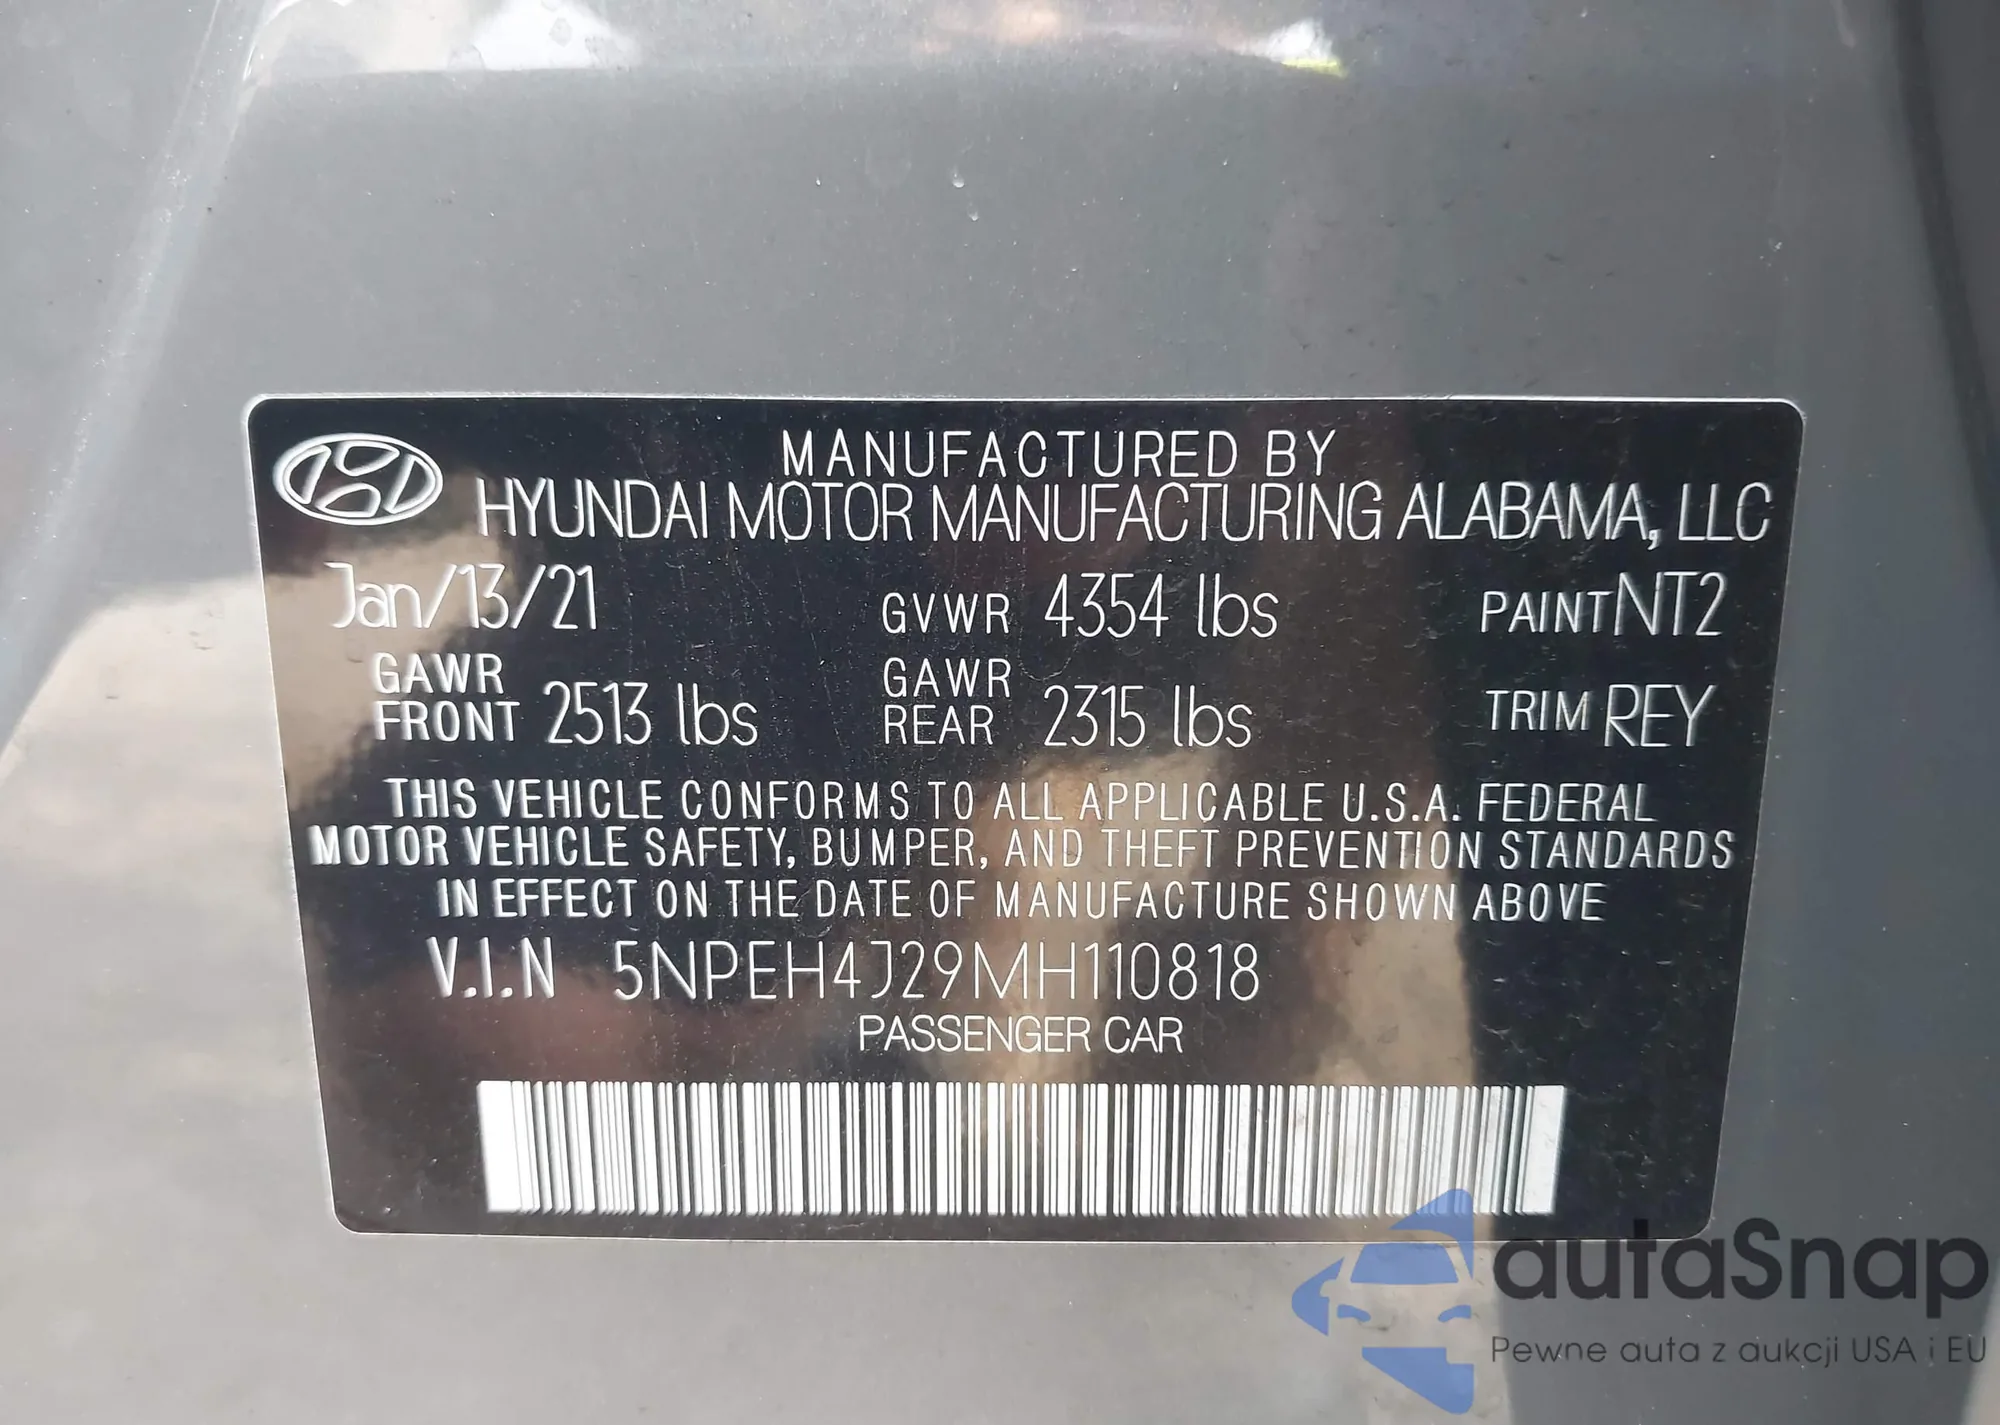 MANUFACTURED BY
HYUNDAI MOTOR MANUFACTURING ALABAMA, LLC
Jan/13/21 GVWR 4354 lbs PAINT NT2
GAWR FRONT 2513 lbs GAWR REAR 2315 lbs TRIM REY
THIS VEHICLE CONFORMS TO ALL APPLICABLE U.S.A. FEDERAL
MOTOR VEHICLE SAFETY, BUMPER, AND THEFT PREVENTION STANDARDS
IN EFFECT ON THE DATE OF MANUFACTURE SHOWN ABOVE
V.I.N 5NPEH4J29MH110818
PASSENGER CAR
autaSnap
Pewne auta z aukcji USA i EU